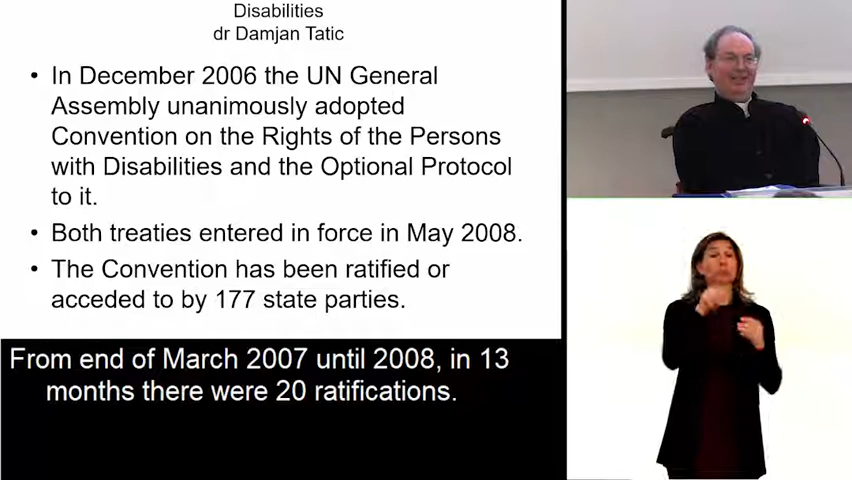 Disabilities
dr Damjan Tatic
• In December 2006 the UN General
Assembly unanimously adopted
Convention on the Rights of the Persons
with Disabilities and the Optional Protocol
to it.
• Both treaties entered in force in May 2008.
• The Convention has been ratified or
acceded to by 177 state parties.
From end of March 2007 until 2008, in 13
months there were 20 ratifications.